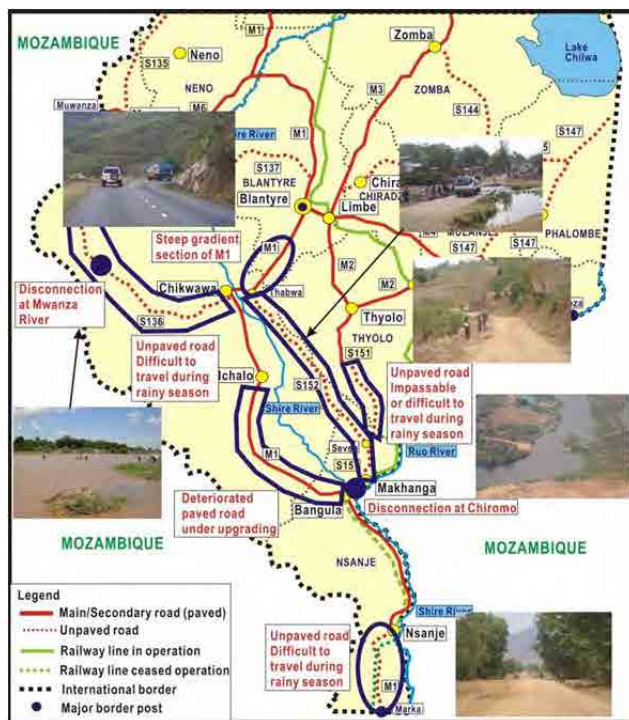 MOZAMBIQUE
Neno
S135
M1
Zomba
Lake
Chilwa
NENO
M3
ZOMBA
S144
Muwanza
M6
M1
Shire River
S147
S147
S137
BLANTYRE
Blantyre
Limbe
PHALOMBE
Steep gradient
section of M1
M1
M2
S147
Disconnection
at Mwanza
River
Chikwawa
Thabwa
M2
S136
Thyolo
THYOLO
Unpaved road
Difficult to
travel during
rainy season
S151
S152
Unpaved road
Impassable
or difficult to
travel during
rainy season
Shire River
M1
Ruo River
Makhanga
Deteriorated
paved road
under upgrading
Bangula
Disconnection at Chiromo
MOZAMBIQUE
MOZAMBIQUE
NSANJE
Legend
Main/Secondary road (paved)
Unpaved road
Railway line in operation
Railway line ceased operation
International border
Major border post
Unpaved road
Difficult to
travel during
rainy season
Nsanje
M1
Marka